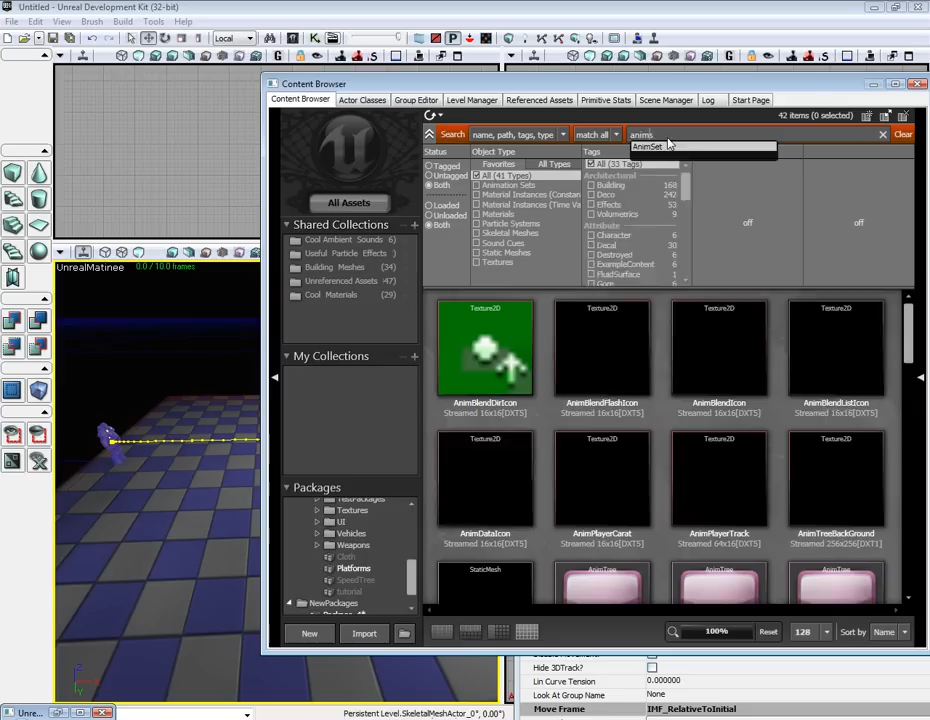 Untitled - Unreal Development Kit (32-bit)
File Edit View Brush Build Tools Help
Local
G
K
P
Content Browser
Content Browser Actor Classes Group Editor Level Manager Referenced Assets Primitive Stats Scene Manager Log Start Page
42 items (0 selected)
Search name, path, tags, type match all anims Clear
AnimSet
All Assets
Status
Tagged
Untagged
Both
Loaded
Unloaded
Both
Object Type
Favorites All Types
All (41 Types)
Animation Sets
Material Instances (Constan
Material Instances (Time Va
Materials
Particle Systems
Skeletal Meshes
Sound Cues
Static Meshes
Textures
Tags
All (33 Tags)
Architectural
Building 168
Deco 242
Effects 53
Volumetrics 9
Attribute
Character 6
Decal 30
Destroyed 6
ExampleContent 6
FluidSurface 1
Gore
off off
Shared Collections
Cool Ambient Sounds 6)
Useful Particle Effects )
Building Meshes (34)
Unreferenced Assets 47)
Cool Materials (29)
My Collections
Packages
TestPackages
Textures
UI
Vehicles
Weapons
Cloth
Platforms
SpeedTree
tutorial
NewPackages
New Import
Texture2D Texture2D Texture2D Texture2D
AnimBlendDirIcon AnimBlendFlashIcon AnimBlendIcon AnimBlendListIcon
Streamed 16x16[DXT5] Streamed 16x16[DXT5] Streamed 16x16[DXT5] Streamed 16x16[DXT5]
Texture2D Texture2D Texture2D Texture2D
AnimDataIcon AnimPlayerCarat AnimPlayerTrack AnimTreeBackGround
Streamed 16x16[DXT5] Streamed 16x16[DXT5] Streamed 64x16[DXT5] Streamed 256x256[DXT1]
StaticMesh AnimTree AnimTree AnimTree
100% Reset 128 Sort by Name
UnrealMatinee 0.0 / 10.0 frames
Z
Y
Hide 3DTrack?
Lin Curve Tension 0.000000
Look At Group Name None
Move Frame IMF_RelativeToInitial
Unre...
Persistent Level.SkeletalMeshActor_0", 0.00°)